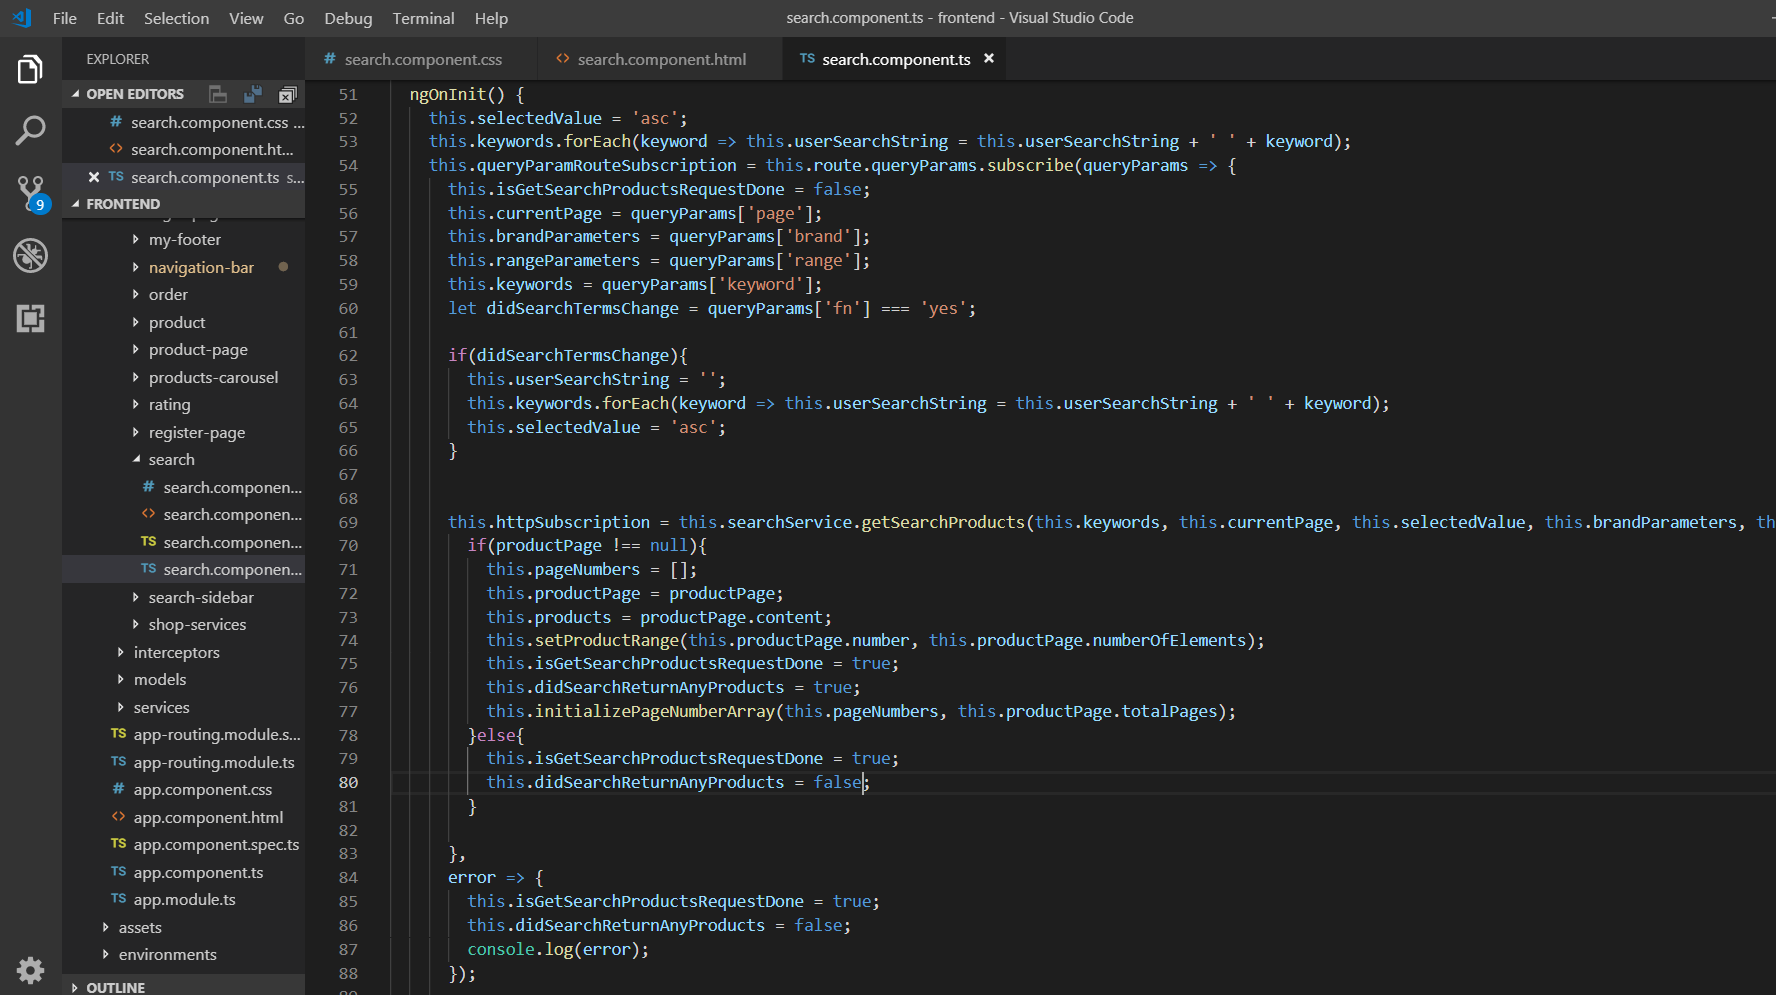 File Edit Selection View Go Debug Terminal Help
search.component.ts - frontend - Visual Studio Code
EXPLORER
OPEN EDITORS
# search.component.css ...
<> search.component.ht...
TS search.component.ts s...
9
FRONTEND
my-footer
navigation-bar
order
product
product-page
products-carousel
rating
register-page
search
# search.componen...
<> search.componen...
TS search.componen...
TS search.componen...
search-sidebar
shop-services
interceptors
models
services
TS app-routing.module.s...
TS app-routing.module.ts
# app.component.css
<> app.component.html
TS app.component.spec.ts
TS app.component.ts
TS app.module.ts
assets
environments
OUTLINE
# search.component.css
<> search.component.html
TS search.component.ts
51 ngOnInit() {
52 this.selectedValue = 'asc';
53 this.keywords.forEach(keyword => this.userSearchString = this.userSearchString + ' ' + keyword);
54 this.queryParamRouteSubscription = this.route.queryParams.subscribe(queryParams => {
55 this.isGetSearchProductsRequestDone = false;
56 this.currentPage = queryParams['page'];
57 this.brandParameters = queryParams['brand'];
58 this.rangeParameters = queryParams['range'];
59 this.keywords = queryParams['keyword'];
60 let didSearchTermsChange = queryParams['fn'] === 'yes';
61
62 if(didSearchTermsChange){
63 this.userSearchString = '';
64 this.keywords.forEach(keyword => this.userSearchString = this.userSearchString + ' ' + keyword);
65 this.selectedValue = 'asc';
66 }
67
68
69 this.httpSubscription = this.searchService.getSearchProducts(this.keywords, this.currentPage, this.selectedValue, this.brandParameters, th
70 if(productPage !== null){
71 this.pageNumbers = [];
72 this.productPage = productPage;
73 this.products = productPage.content;
74 this.setProductRange(this.productPage.number, this.productPage.numberOfElements);
75 this.isGetSearchProductsRequestDone = true;
76 this.didSearchReturnAnyProducts = true;
77 this.initializePageNumberArray(this.pageNumbers, this.productPage.totalPages);
78 }else{
79 this.isGetSearchProductsRequestDone = true;
80 this.didSearchReturnAnyProducts = false;
81 }
82
83 },
84 error => {
85 this.isGetSearchProductsRequestDone = true;
86 this.didSearchReturnAnyProducts = false;
87 console.log(error);
88 });